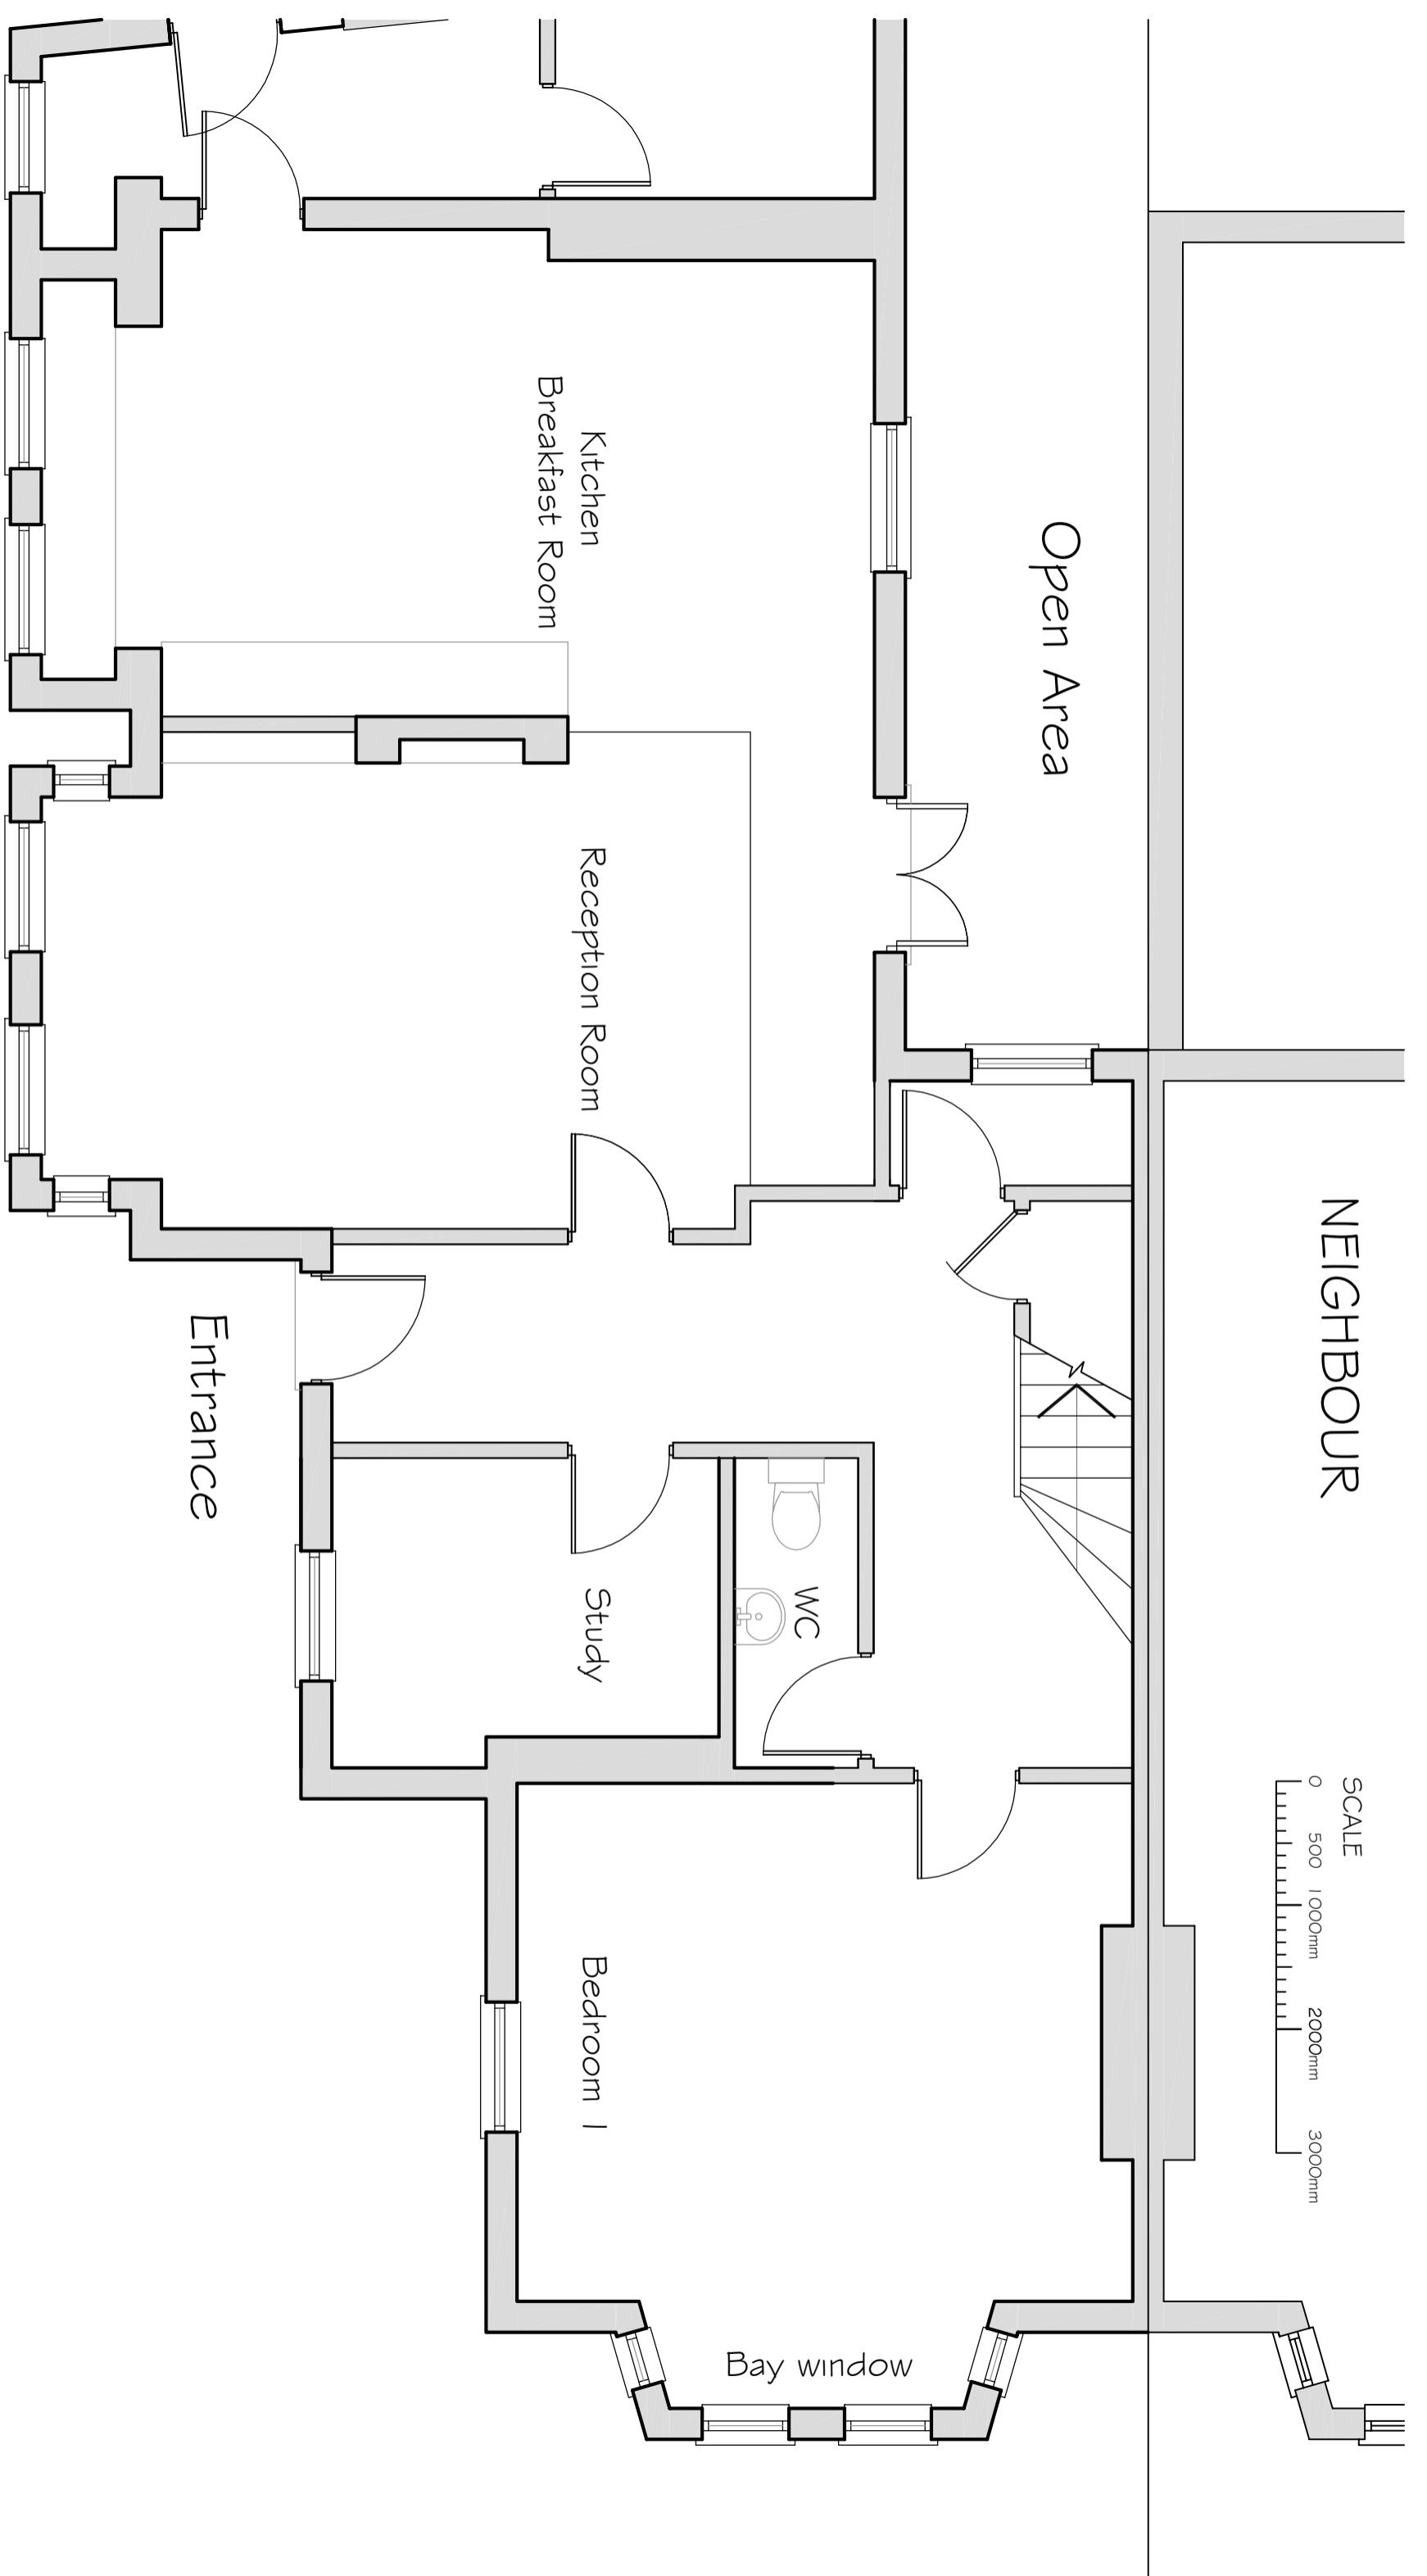 Kitchen
Breakfast Room
Open Area
Reception Room
NEIGHBOUR
Entrance
Study
WC
SCALE
0 500 1000mm 2000mm 3000mm
Bedroom 1
Bay window